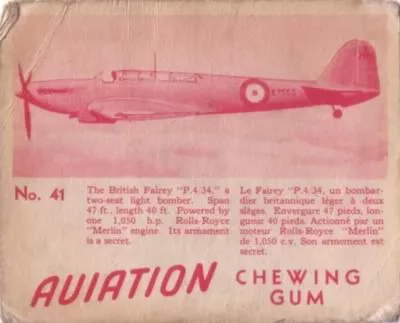 No. 41
The British Fairey "P.4/34," a
two-seat light bomber. Span
47 ft., length 40 ft. Powered by
one 1,050 h.p. Rolls-Royce
"Merlin" engine. Its armament
is a secret.
Le Fairey "P.4/34, un bombar-
dier britannique léger à deux
sièges. Envergure 47 pieds, lon-
gueur 40 pieds. Actionné par un
moteur Rolls-Royce "Merlin"
de 1,050 c.v. Son armement est
secret.
AVIATION CHEWING
GUM